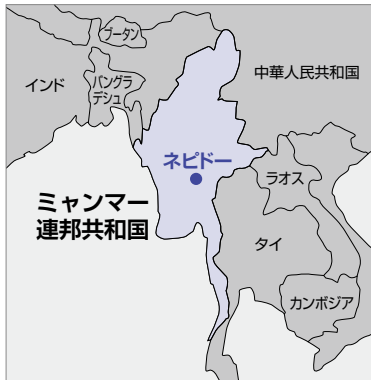 ブータン
インド
バングラ
デシュ
中華人民共和国
ネピドー
ラオス
ミャンマー
連邦共和国
タイ
カンボジア